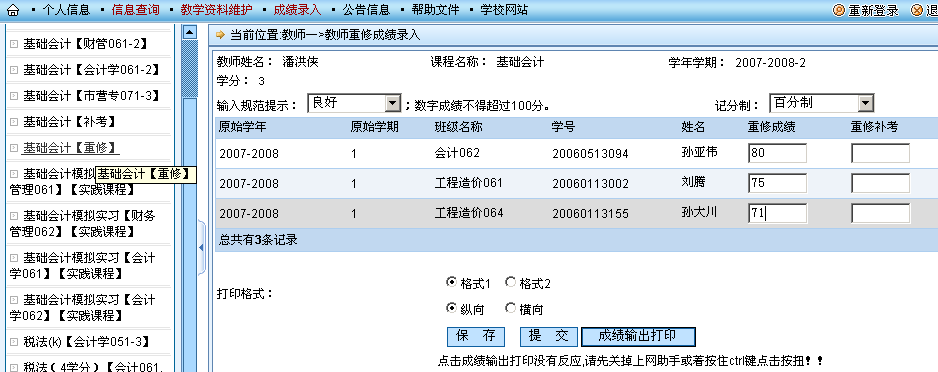 · 个人信息 · 信息查询 · 教学资料维护 · 成绩录入 · 公告信息 · 帮助文件 · 学校网站 重新登录 退
基础会计【财管061-2】
基础会计【会计学061-2】
基础会计【市营专071-3】
基础会计【补考】
基础会计【重修】
基础会计模拟
基础会计【重修】
管理061】【实践课程】
基础会计模拟实习【财务
管理062】【实践课程】
基础会计模拟实习【会计
学061】【实践课程】
基础会计模拟实习【会计
学062】【实践课程】
税法(k)【会计学051-3】
税法（4学分）【会计061.
当前位置:教师—>教师重修成绩录入
教师姓名： 潘洪侠 课程名称： 基础会计 学年学期： 2007-2008-2
学分： 3
输入规范提示： 良好 ；数字成绩不得超过100分。 记分制： 百分制
原始学年 原始学期 班级名称 学号 姓名 重修成绩 重修补考
2007-2008 1 会计062 20060513094 孙亚伟 80
2007-2008 1 工程造价061 20060113002 刘腾 75
2007-2008 1 工程造价064 20060113155 孙大川 71
总共有3条记录
打印格式：
格式1 格式2
纵向 横向
保 存 提 交 成绩输出打印
点击成绩输出打印没有反应,请先关掉上网助手或着按住ctrl键点击按扭！！